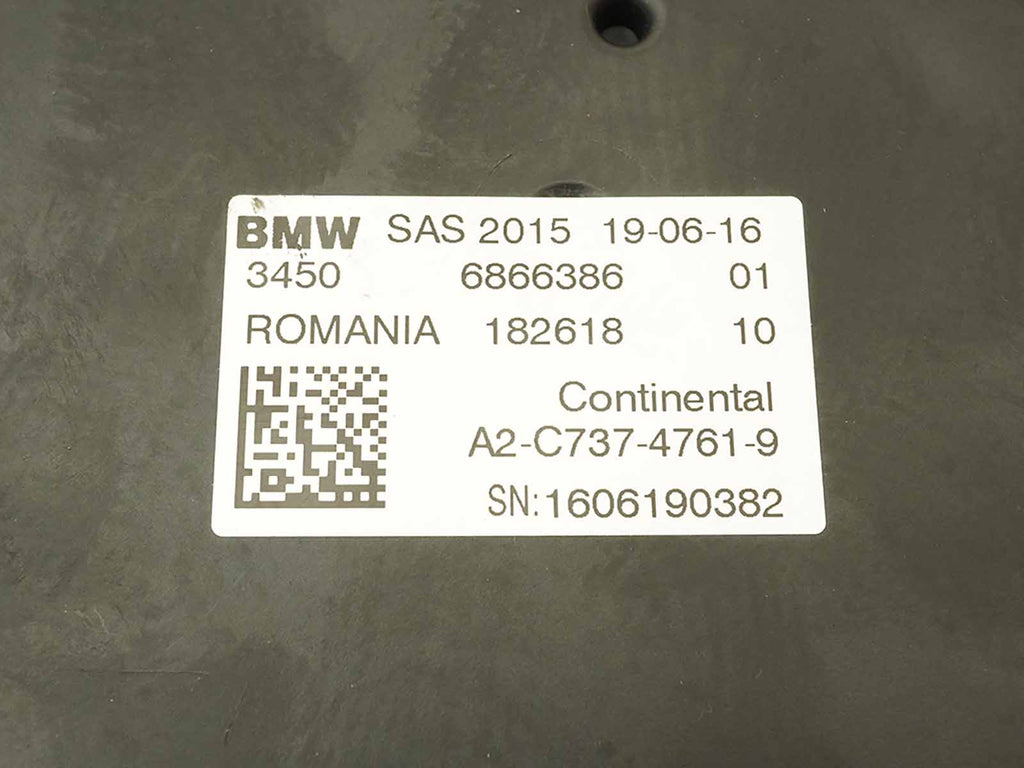 BMW SAS 2015 19-06-16
3450 6866386 01
ROMANIA 182618 10
Continental
A2-C737-4761-9
SN:1606190382